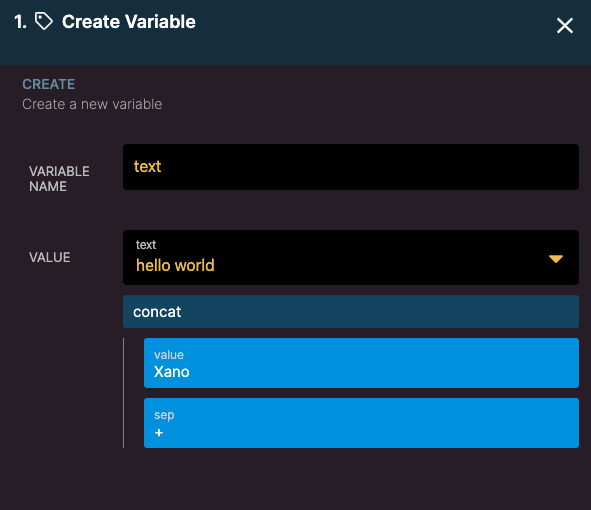 1. Create Variable
CREATE
Create a new variable
VARIABLE
NAME
text
VALUE
text
hello world
concat
value
Xano
sep
+